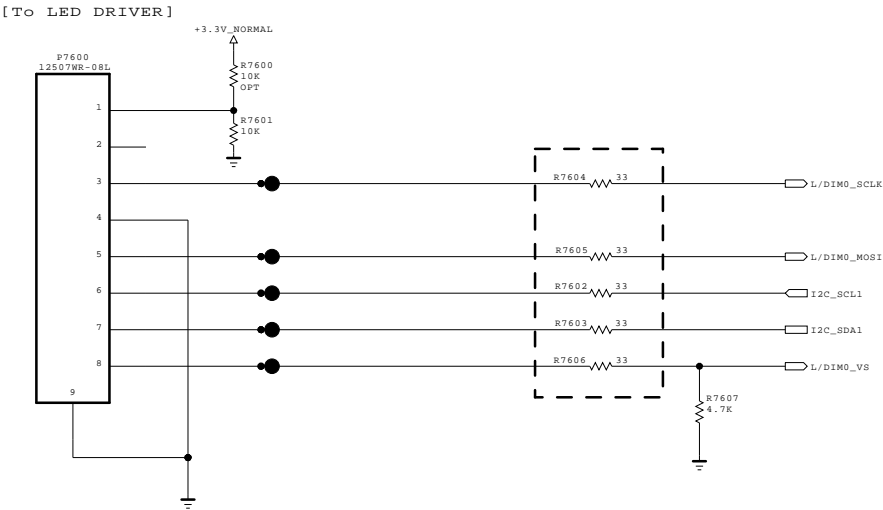 [To LED DRIVER]
+3.3V_NORMAL
P7600
12507WR-08L
R7600
10K
OPT
1
R7601
10K
2
3
R7604 33
L/DIM0_SCLK
4
5
R7605 33
L/DIM0_MOSI
6
R7602 33
I2C_SCL1
7
R7603 33
I2C_SDA1
8
R7606 33
L/DIM0_VS
9
R7607
4.7K